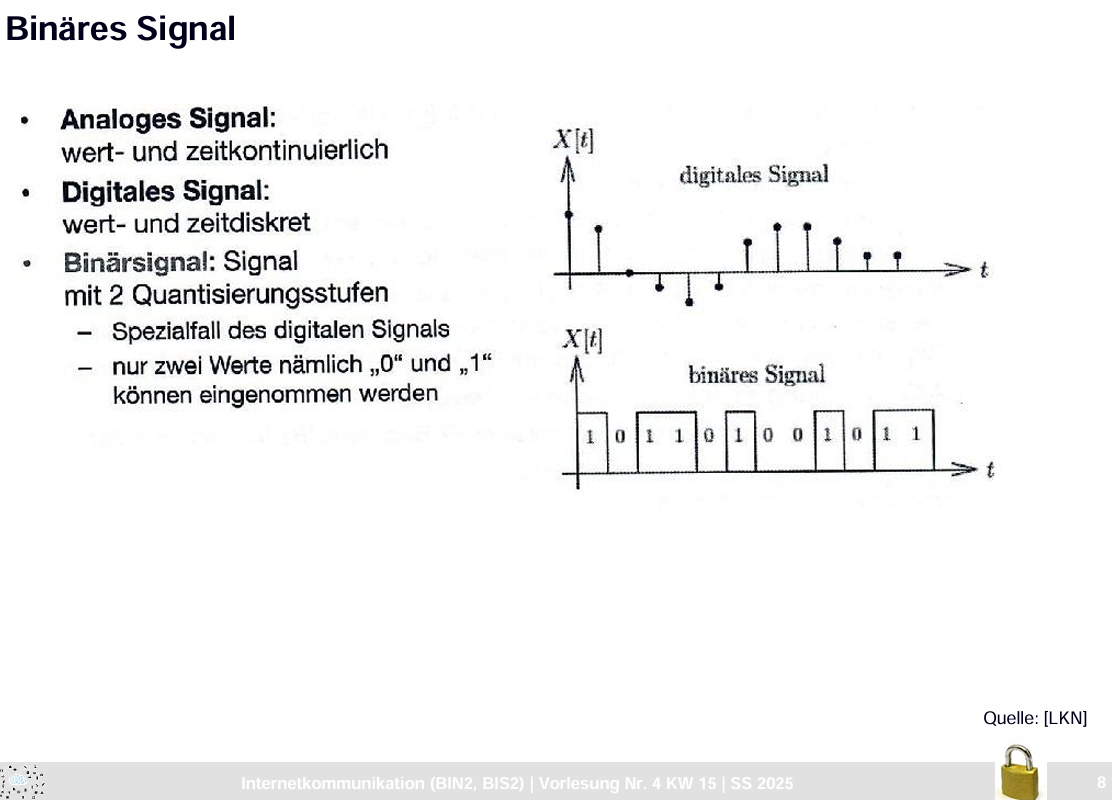 Binäres Signal
• Analoges Signal:
wert- und zeitkontinuierlich
• Digitales Signal:
wert- und zeitdiskret
• Binärsignal: Signal
mit 2 Quantisierungsstufen
– Spezialfall des digitalen Signals
– nur zwei Werte nämlich „0“ und „1“
können eingenommen werden
X[t]
digitales Signal
t
X[t]
binäres Signal
1 0 1 1 0 1 0 0 1 0 1 1
t
Quelle: [LKN]
Internetkommunikation (BIN2, BIS2) | Vorlesung Nr. 4 KW 15 | SS 2025
8